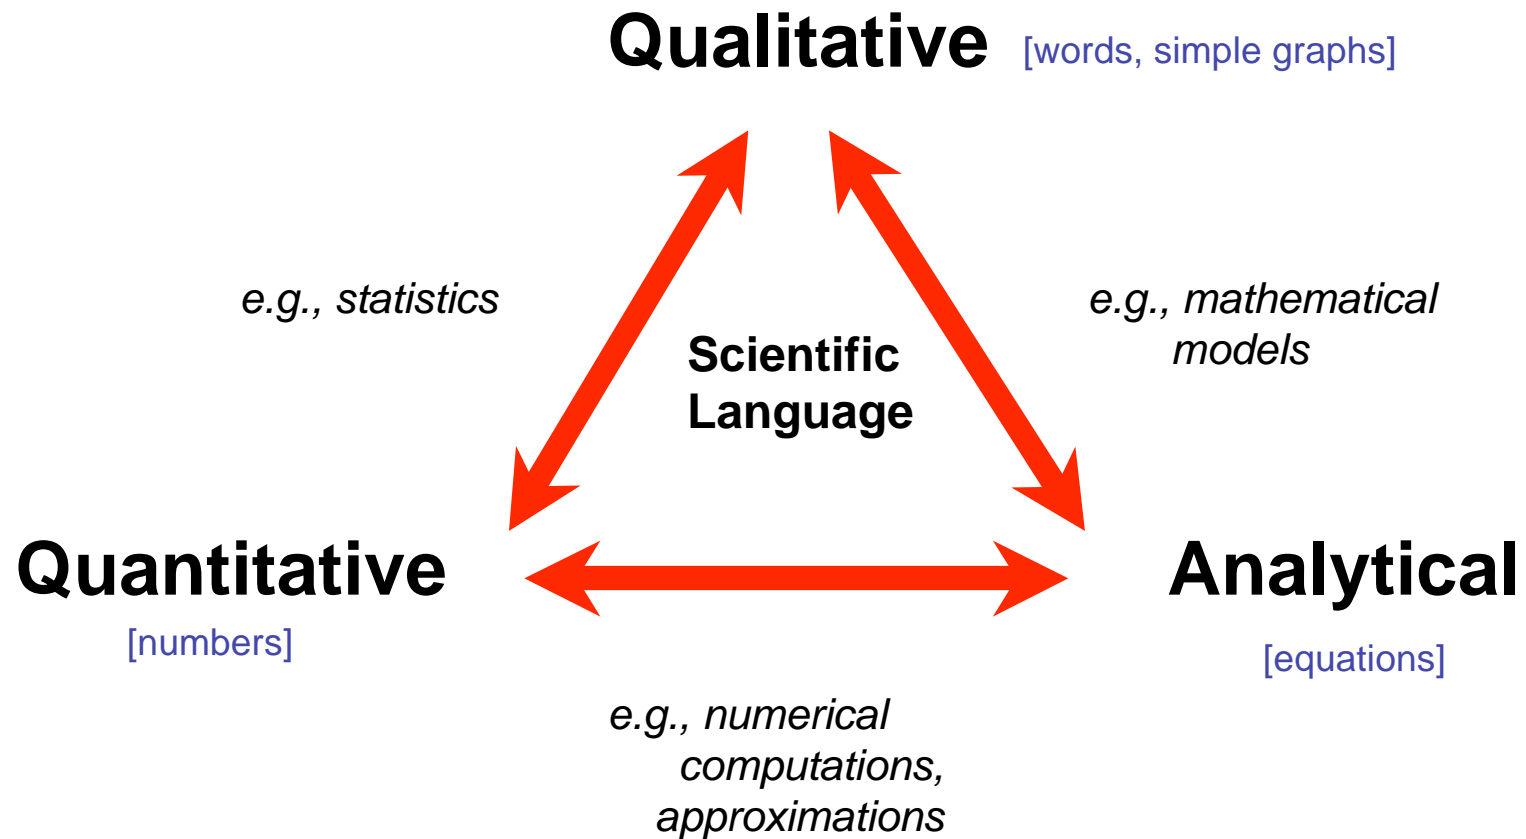 Qualitative [words, simple graphs]
e.g., statistics
e.g., mathematical
models
Scientific
Language
Quantitative
[numbers]
Analytical
[equations]
e.g., numerical
computations,
approximations